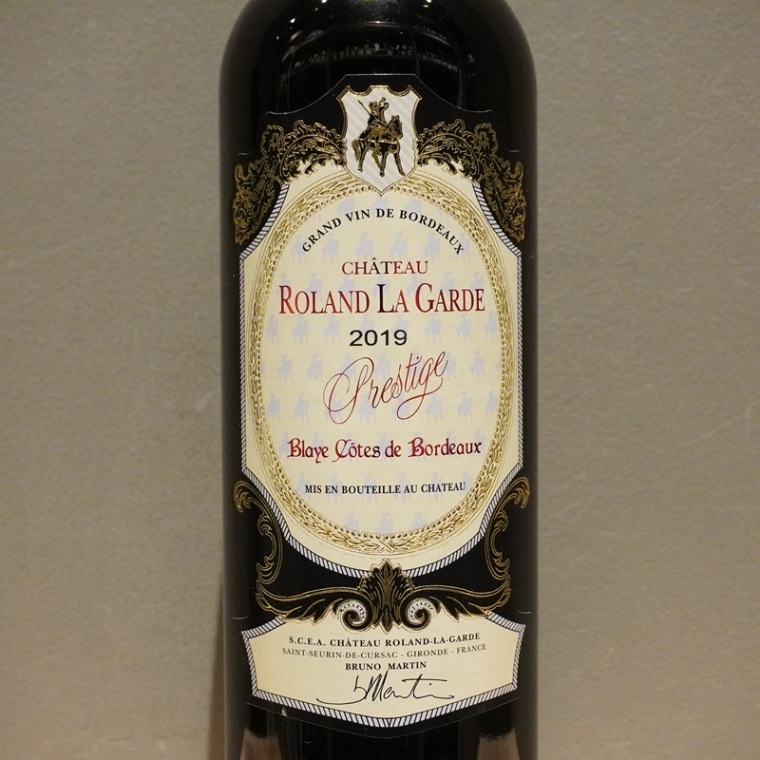 GRAND VIN DE BORDEAUX
CHÂTEAU
ROLAND LA GARDE
2019
Prestige
Blaye Côtes de Bordeaux
MIS EN BOUTEILLE AU CHATEAU
S.C.E.A. CHÂTEAU ROLAND-LA-GARDE
SAINT-SEURIN-DE-CURSAC - GIRONDE - FRANCE
BRUNO MARTIN